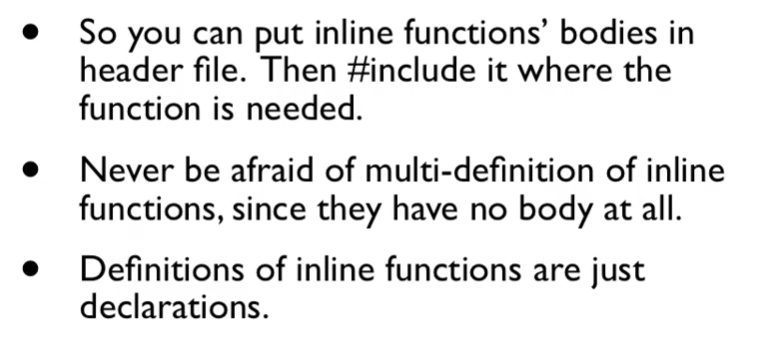 • So you can put inline functions’ bodies in
header file. Then #include it where the
function is needed.
• Never be afraid of multi-definition of inline
functions, since they have no body at all.
• Definitions of inline functions are just
declarations.